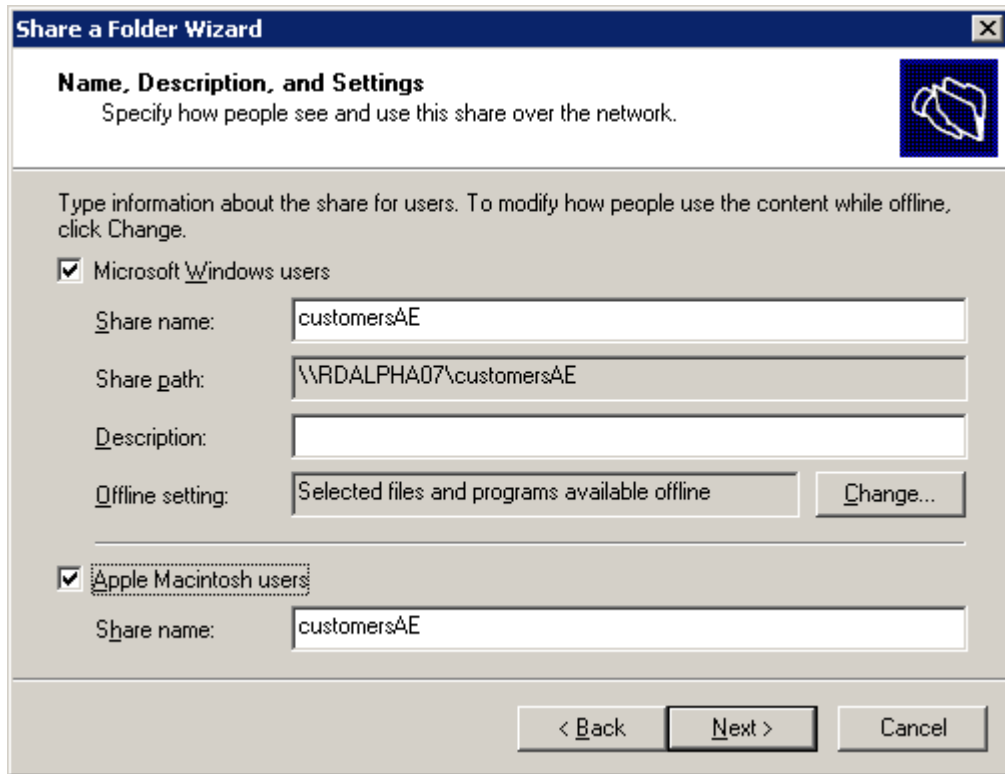 Share a Folder Wizard
Name, Description, and Settings
Specify how people see and use this share over the network.
Type information about the share for users. To modify how people use the content while offline,
click Change.
Microsoft Windows users
Share name: customersAE
Share path: \\RDALPHA07\customersAE
Description:
Offline setting: Selected files and programs available offline Change...
Apple Macintosh users
Share name: customersAE
< Back Next > Cancel